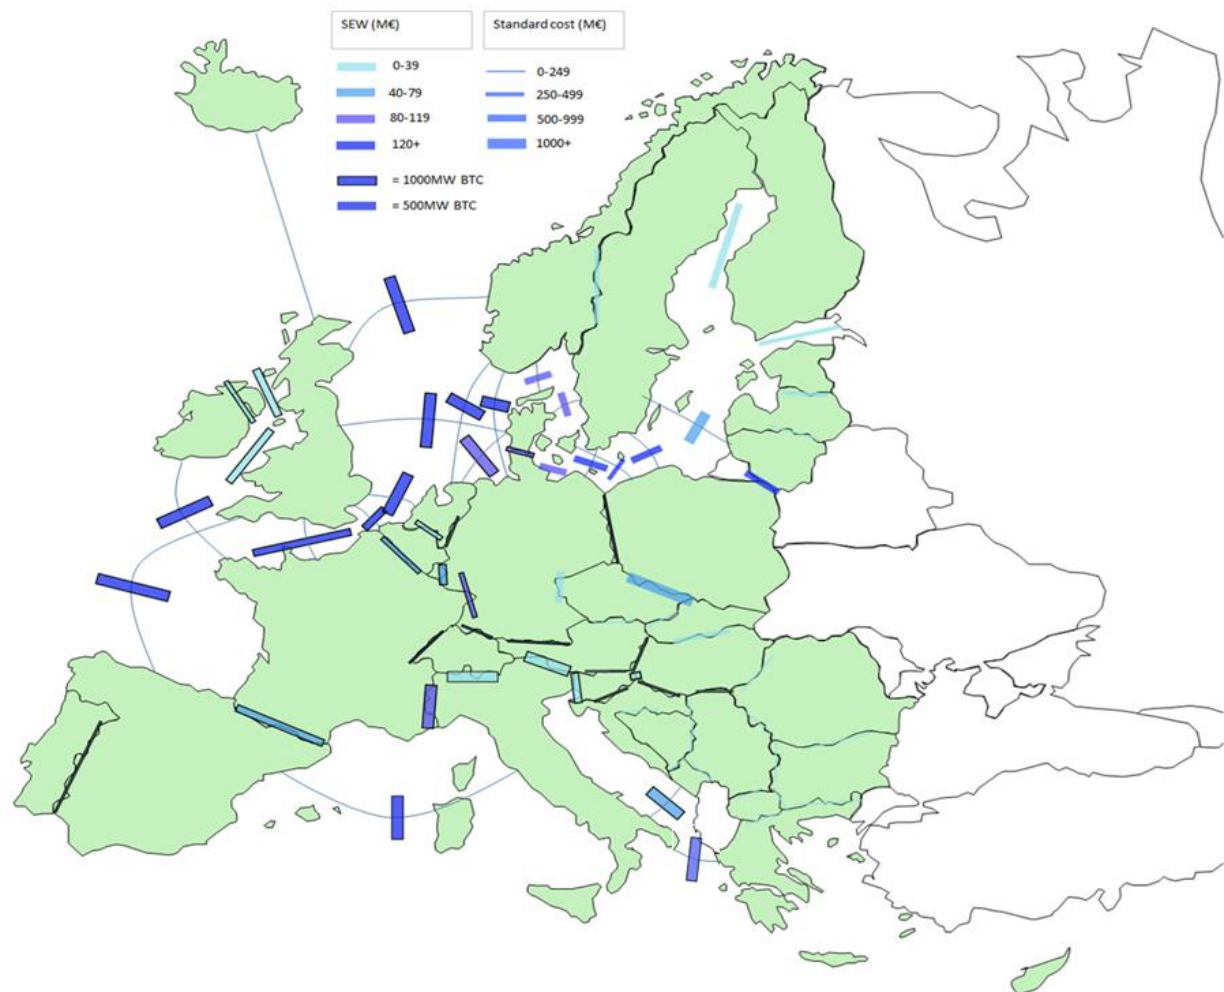 SEW (M€)
Standard cost (M€)
0-39
0-249
40-79
250-499
80-119
500-999
120+
1000+
= 1000MW BTC
= 500MW BTC